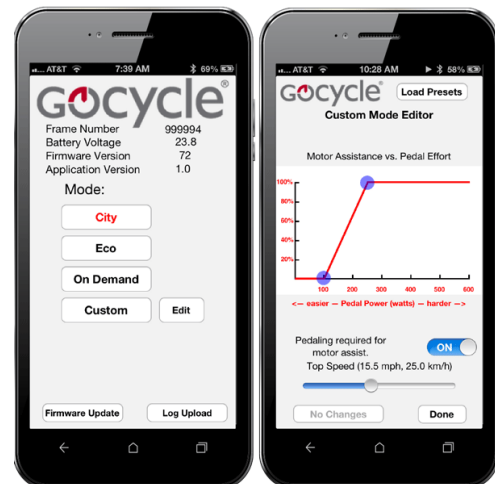 AT&T 7:39 AM 69%
GOCYCLE®
Frame Number 999994
Battery Voltage 23.8
Firmware Version 72
Application Version 1.0
Mode:
City
Eco
On Demand
Custom Edit
Firmware Update Log Upload
AT&T 10:28 AM 58%
GOCYCLE® Load Presets
Custom Mode Editor
Motor Assistance vs. Pedal Effort
100%
80%
60%
40%
20%
100 200 300 400 500 600
<-- easier -- Pedal Power (watts) -- harder -->
Pedaling required for
motor assist. ON
Top Speed (15.5 mph, 25.0 km/h)
No Changes Done